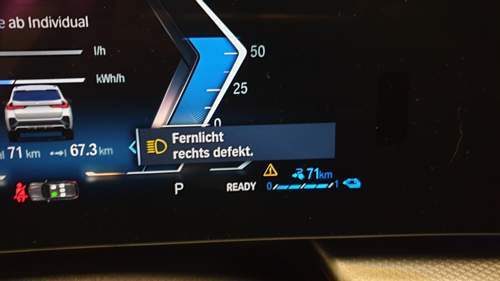 e ab Individual
l/h
50
kWh/h
25
0
Fernlicht
rechts defekt.
71 km 67.3 km
71km
P READY 0 1